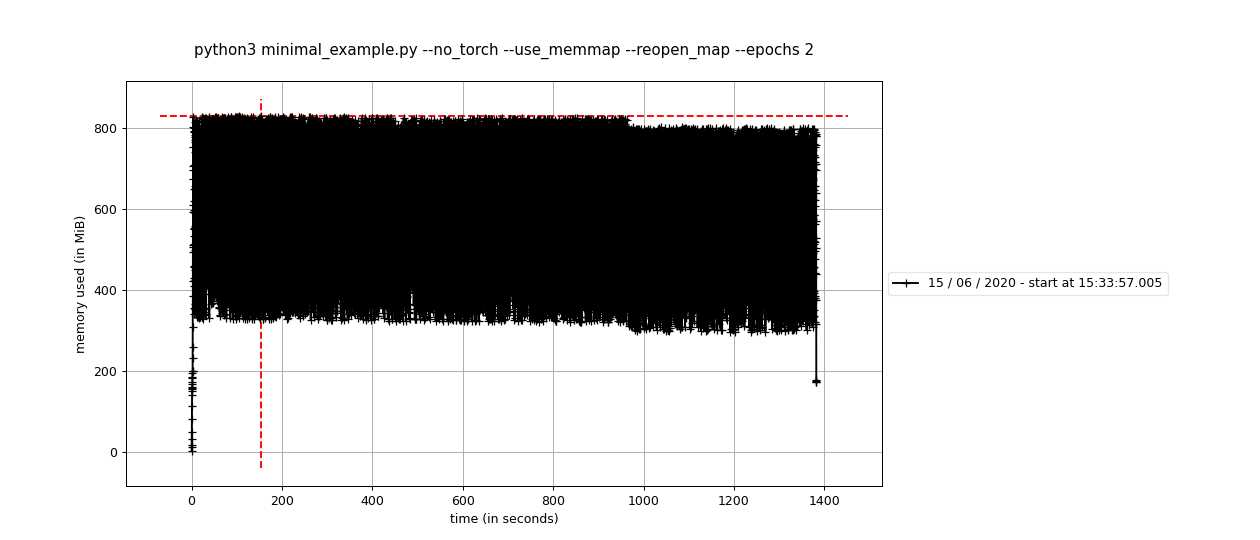 python3 minimal_example.py --no_torch --use_memmap --reopen_map --epochs 2
memory used (in MiB)
800
600
400
200
0
0 200 400 600 800 1000 1200 1400
time (in seconds)
15 / 06 / 2020 - start at 15:33:57.005